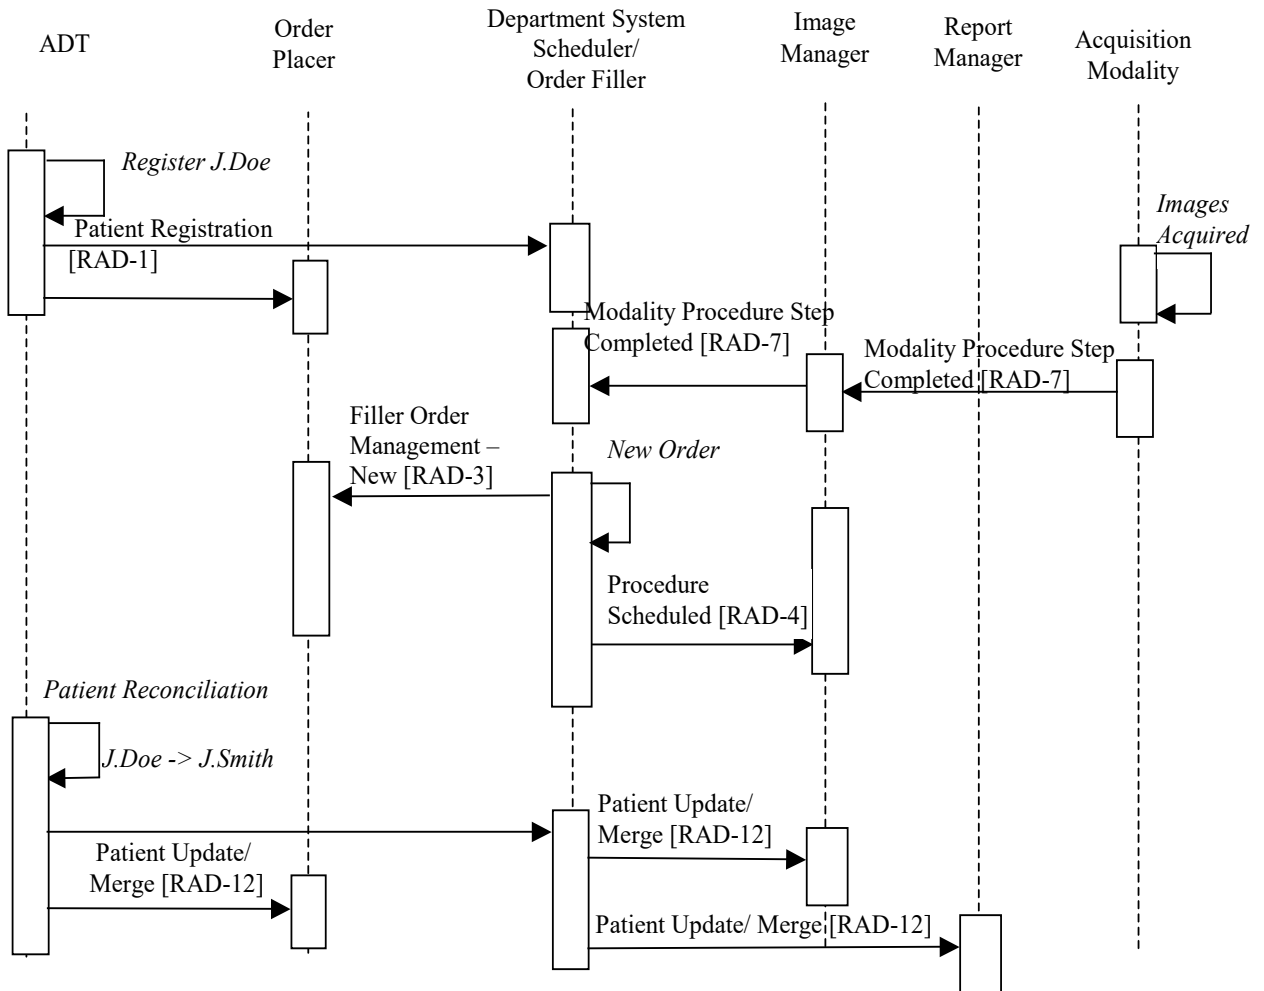 ADT
Order
Placer
Department System
Scheduler/
Order Filler
Image
Manager
Report
Manager
Acquisition
Modality
Register J.Doe
Patient Registration
[RAD-1]
Images
Acquired
Modality Procedure Step
Completed [RAD-7]
Modality Procedure Step
Completed [RAD-7]
Filler Order
Management –
New [RAD-3]
New Order
Procedure
Scheduled [RAD-4]
Patient Reconciliation
J.Doe -> J.Smith
Patient Update/
Merge [RAD-12]
Patient Update/
Merge [RAD-12]
Patient Update/ Merge [RAD-12]